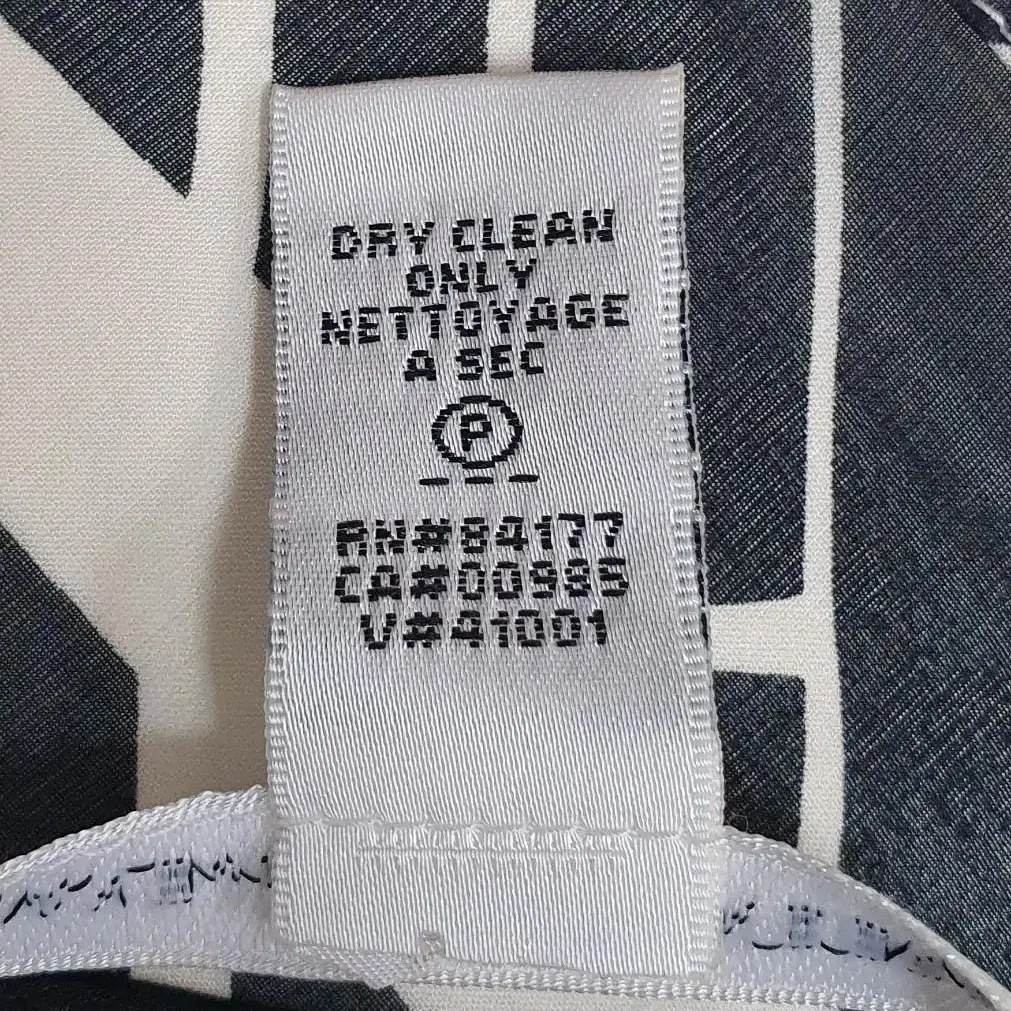 DRY CLEAN
ONLY
NETTOYAGE
A SEC
P
RN#84177
CA#00985
V#41001